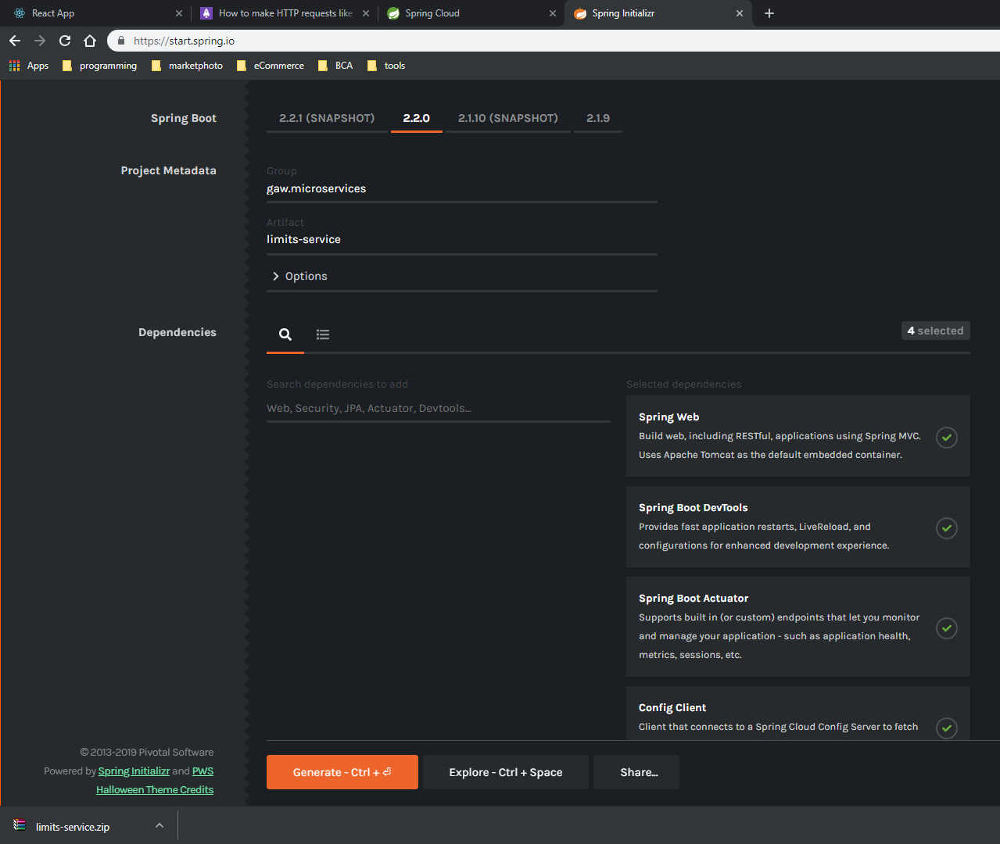 React App
How to make HTTP requests like
Spring Cloud
Spring Initializr
https://start.spring.io
Apps
programming
marketphoto
eCommerce
BCA
tools
Spring Boot
2.2.1 (SNAPSHOT)
2.2.0
2.1.10 (SNAPSHOT)
2.1.9
Project Metadata
Group
gaw.microservices
Artifact
limits-service
Options
Dependencies
4 selected
Search dependencies to add
Web, Security, JPA, Actuator, Devtools...
Selected dependencies
Spring Web
Build web, including RESTful, applications using Spring MVC.
Uses Apache Tomcat as the default embedded container.
Spring Boot DevTools
Provides fast application restarts, LiveReload, and
configurations for enhanced development experience.
Spring Boot Actuator
Supports built in (or custom) endpoints that let you monitor
and manage your application - such as application health,
metrics, sessions, etc.
Config Client
Client that connects to a Spring Cloud Config Server to fetch
© 2013-2019 Pivotal Software
Powered by Spring Initializr and PWS
Halloween Theme Credits
Generate - Ctrl + ⏎
Explore - Ctrl + Space
Share...
limits-service.zip